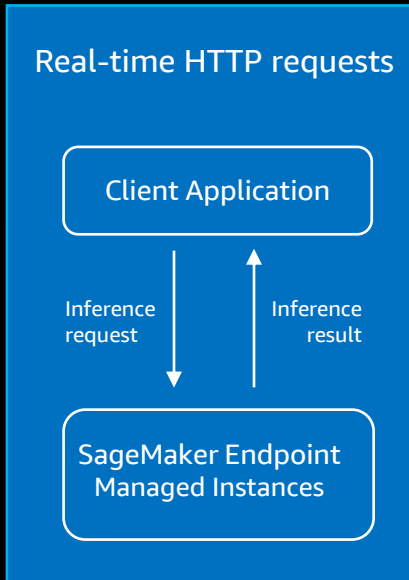 Real-time HTTP requests
Client Application
Inference
request
Inference
result
SageMaker Endpoint
Managed Instances